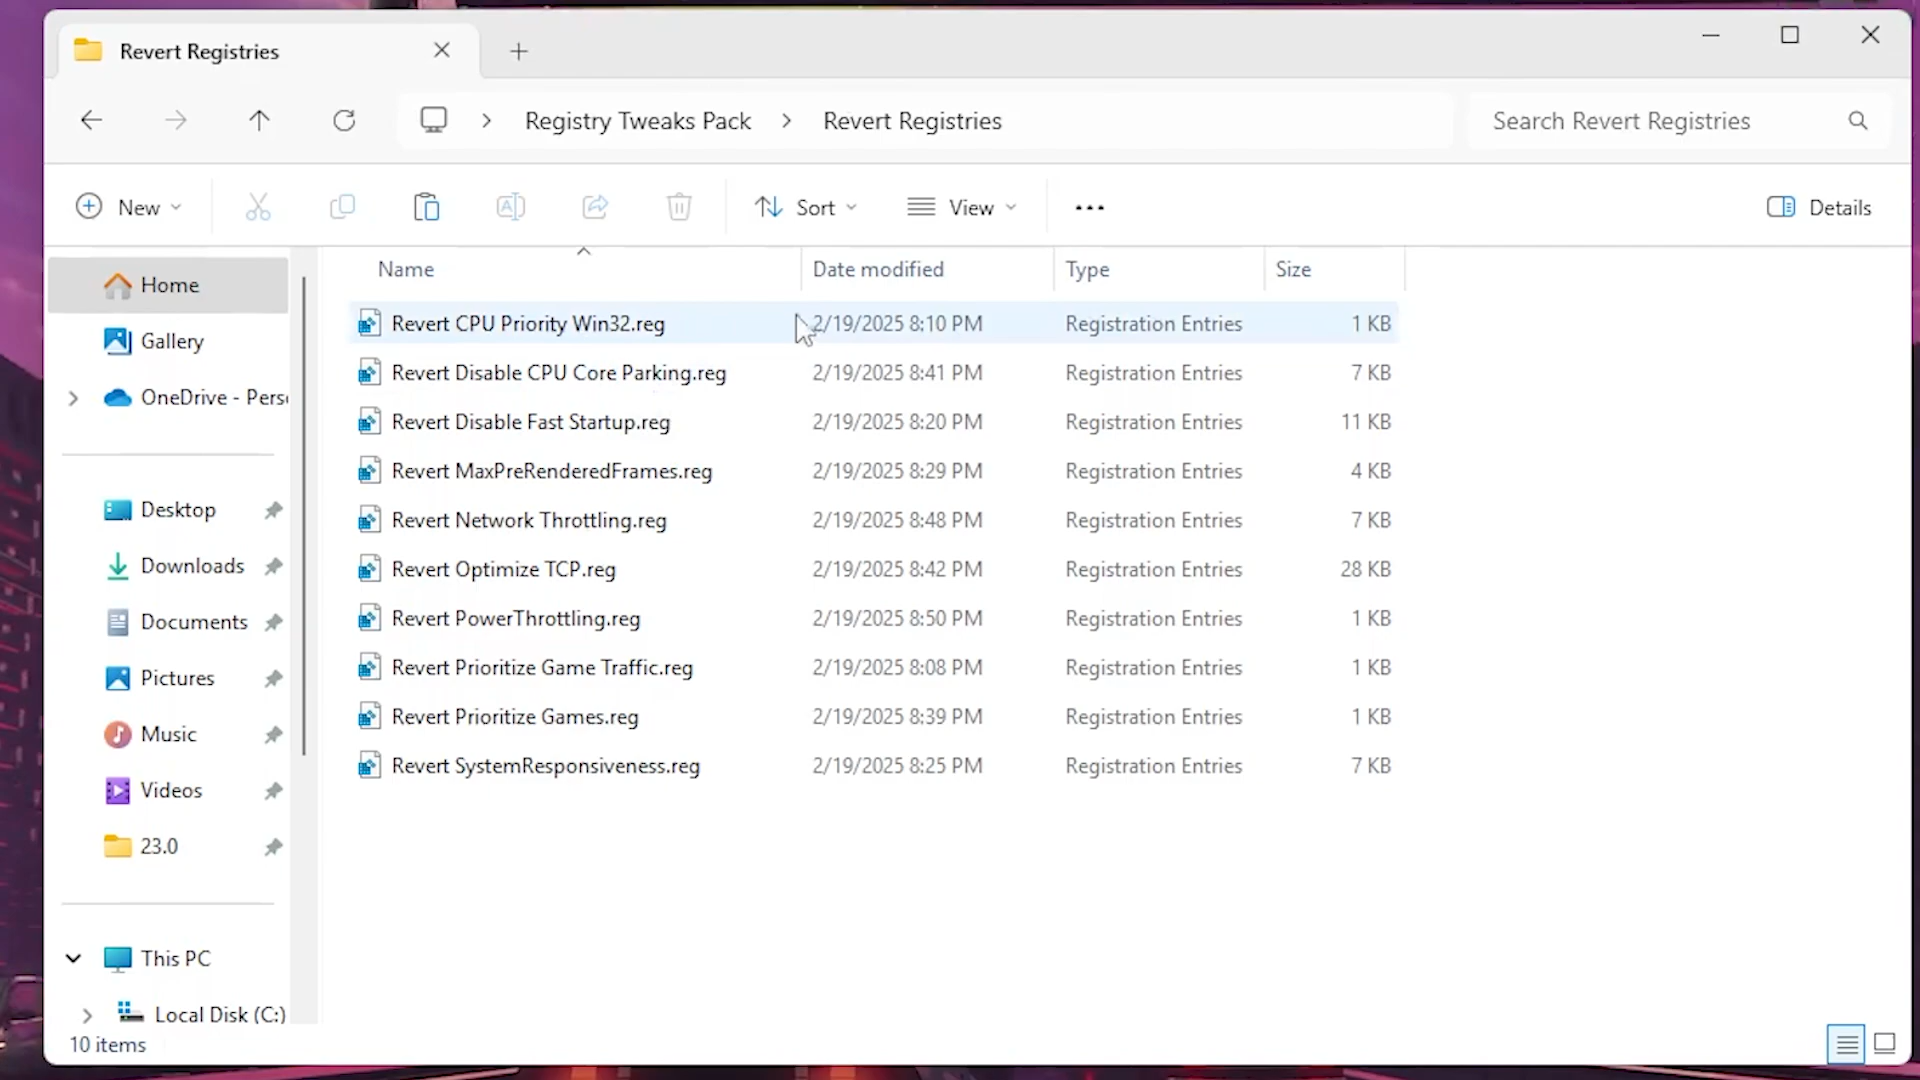 Revert Registries
Registry Tweaks Pack > Revert Registries
Search Revert Registries
New
Sort
View
Details
Home
Gallery
OneDrive - Pers
Desktop
Downloads
Documents
Pictures
Music
Videos
23.0
This PC
Local Disk (C:)
Name Date modified Type Size
Revert CPU Priority Win32.reg 2/19/2025 8:10 PM Registration Entries 1 KB
Revert Disable CPU Core Parking.reg 2/19/2025 8:41 PM Registration Entries 7 KB
Revert Disable Fast Startup.reg 2/19/2025 8:20 PM Registration Entries 11 KB
Revert MaxPreRenderedFrames.reg 2/19/2025 8:29 PM Registration Entries 4 KB
Revert Network Throttling.reg 2/19/2025 8:48 PM Registration Entries 7 KB
Revert Optimize TCP.reg 2/19/2025 8:42 PM Registration Entries 28 KB
Revert PowerThrottling.reg 2/19/2025 8:50 PM Registration Entries 1 KB
Revert Prioritize Game Traffic.reg 2/19/2025 8:08 PM Registration Entries 1 KB
Revert Prioritize Games.reg 2/19/2025 8:39 PM Registration Entries 1 KB
Revert SystemResponsiveness.reg 2/19/2025 8:25 PM Registration Entries 7 KB
10 items